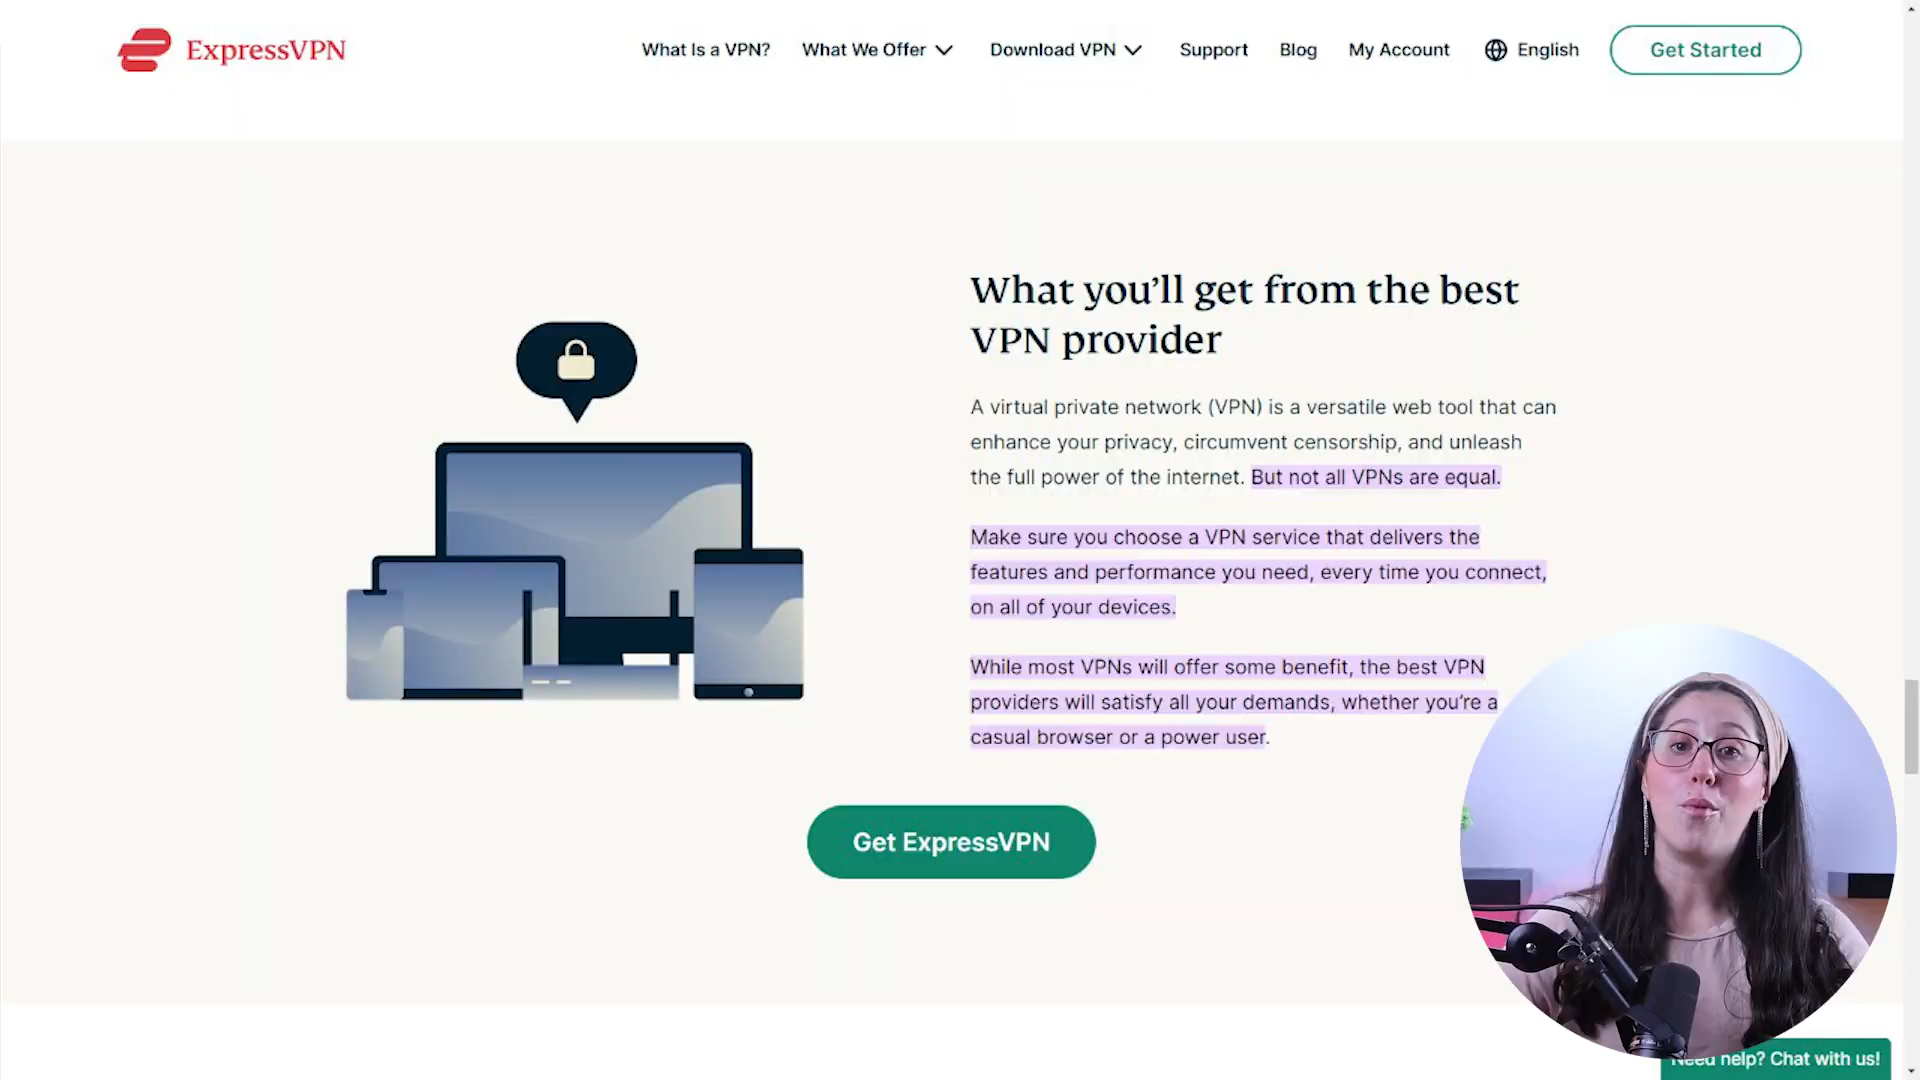 ExpressVPN
What Is a VPN? What We Offer Download VPN Support Blog My Account English Get Started
What you’ll get from the best
VPN provider
A virtual private network (VPN) is a versatile web tool that can
enhance your privacy, circumvent censorship, and unleash
the full power of the internet. But not all VPNs are equal.
Make sure you choose a VPN service that delivers the
features and performance you need, every time you connect,
on all of your devices.
While most VPNs will offer some benefit, the best VPN
providers will satisfy all your demands, whether you’re a
casual browser or a power user.
Get ExpressVPN
Need help? Chat with us!